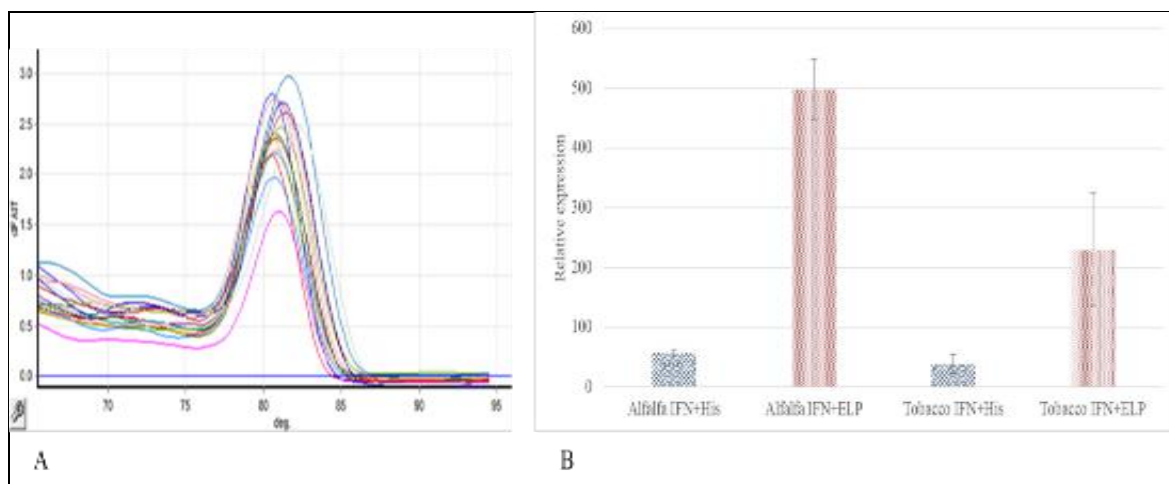 3.0
2.5
2.0
1.5
1.0
0.5
0.0
dF/dT
70 75 80 85 90 95
deg.
A
600
500
400
300
200
100
0
Relative expression
Alfalfa IFN+His Alfalfa IFN+ELP Tobacco IFN+His Tobacco IFN+ELP
B